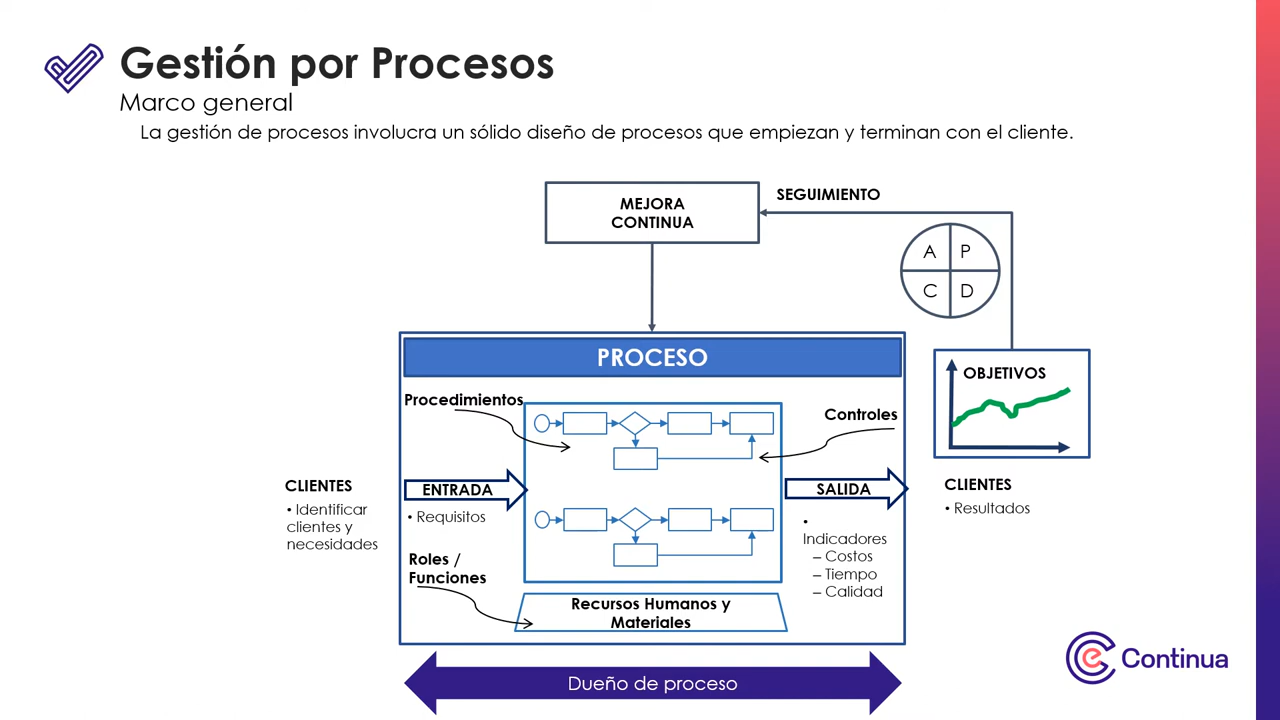 Gestión por Procesos
Marco general
La gestión de procesos involucra un sólido diseño de procesos que empiezan y terminan con el cliente.
MEJORA
CONTINUA
SEGUIMIENTO
A P
C D
PROCESO
OBJETIVOS
Procedimientos
Controles
CLIENTES
• Identificar
clientes y
necesidades
ENTRADA
• Requisitos
SALIDA
•
Indicadores
– Costos
– Tiempo
– Calidad
CLIENTES
• Resultados
Roles /
Funciones
Recursos Humanos y
Materiales
Dueño de proceso
e Continua